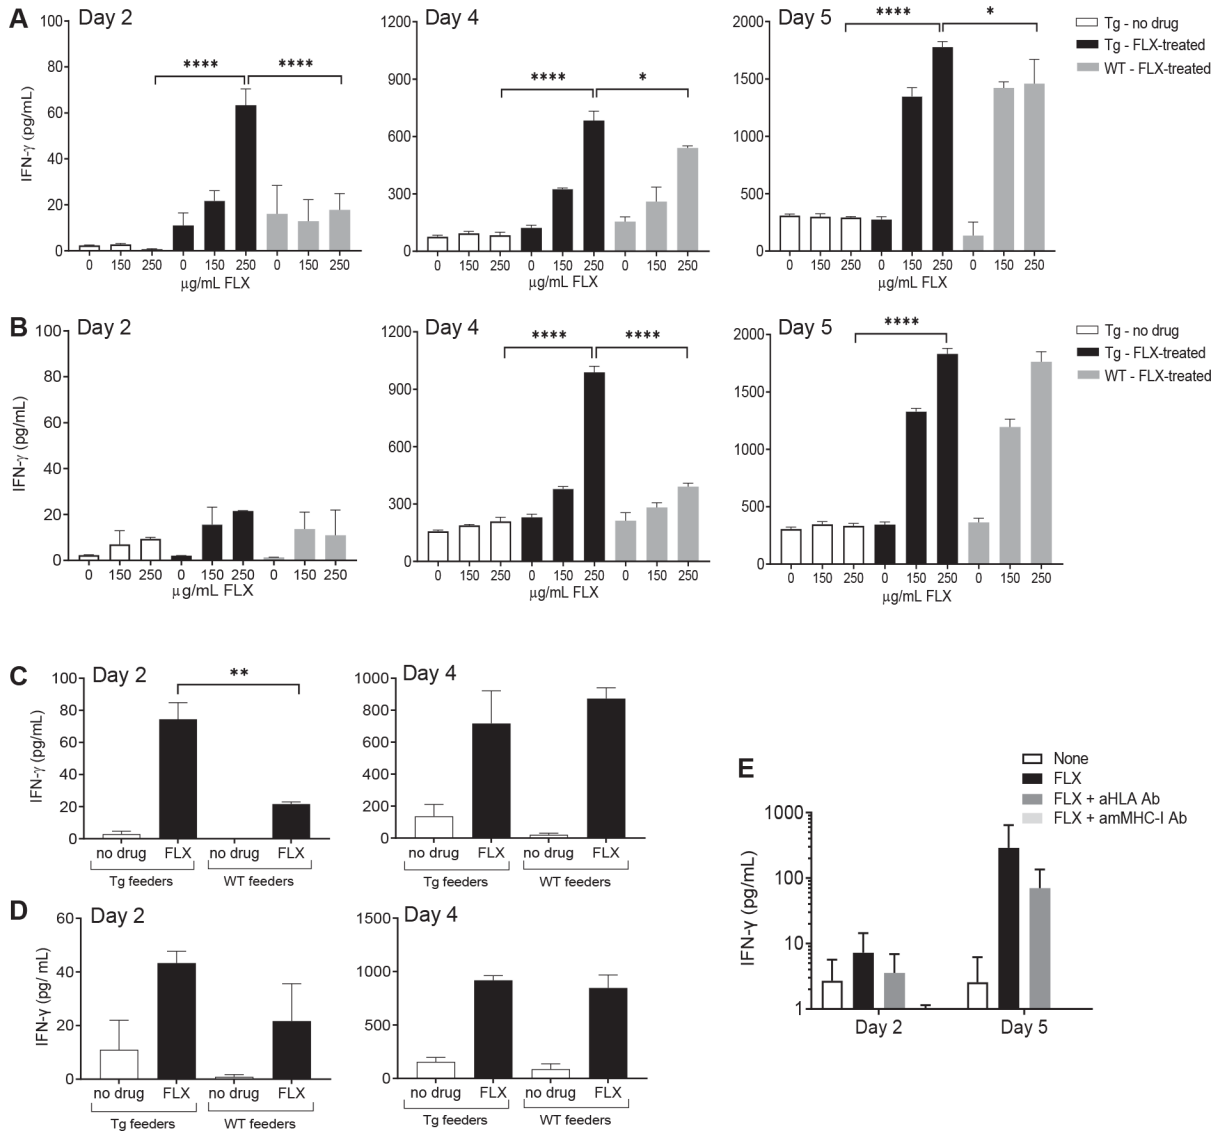 A
Day 2
Day 4
Day 5
Tg - no drug
Tg - FLX-treated
WT - FLX-treated
IFN-γ (pg/mL)
100
80
60
40
20
0
**** ****
0 150 250 0 150 250 0 150 250
μg/mL FLX
1200
900
600
300
0
**** *
0 150 250 0 150 250 0 150 250
μg/mL FLX
2000
1500
1000
500
0
**** *
0 150 250 0 150 250 0 150 250
μg/mL FLX
B
Day 2
Day 4
Day 5
Tg - no drug
Tg - FLX-treated
WT - FLX-treated
IFN-γ (pg/mL)
100
80
60
40
20
0
0 150 250 0 150 250 0 150 250
μg/mL FLX
1200
900
600
300
0
**** ****
0 150 250 0 150 250 0 150 250
μg/mL FLX
2000
1500
1000
500
0
****
0 150 250 0 150 250 0 150 250
μg/mL FLX
C
Day 2
IFN-γ (pg/mL)
100
80
60
40
20
0
**
no drug FLX no drug FLX
Tg feeders WT feeders
Day 4
1000
800
600
400
200
0
no drug FLX no drug FLX
Tg feeders WT feeders
D
Day 2
IFN-γ (pg/ mL)
60
40
20
0
no drug FLX no drug FLX
Tg feeders WT feeders
Day 4
1500
1000
500
0
no drug FLX no drug FLX
Tg feeders WT feeders
E
None
FLX
FLX + aHLA Ab
FLX + amMHC-I Ab
IFN-γ (pg/mL)
1000
100
10
1
Day 2 Day 5